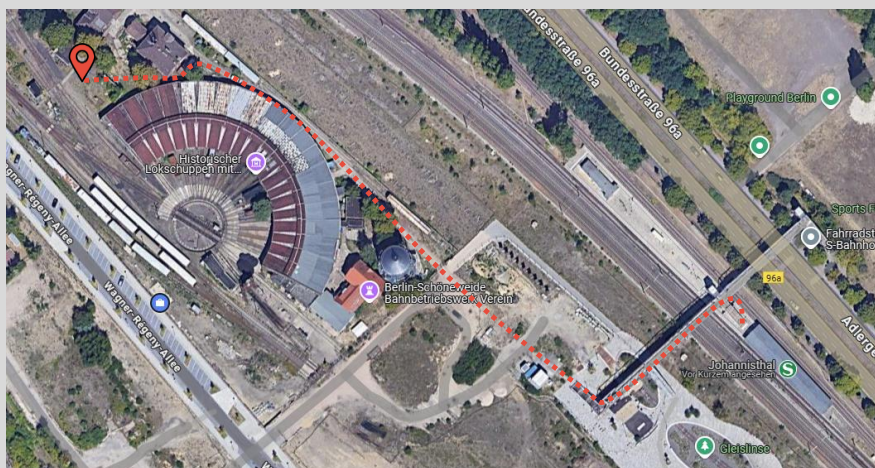 Bundesstraße 96a
Bundesstraße 96a
Playground Berlin
Historischer
Lokschuppen mit...
Sports F
Fahrradst
S-Bahnho
Wagner-Régeny-Allee
96a
Berlin-Schöneweide
Bahnbetriebswerk Verein
Wagner-Régeny-Allee
Adlerge
Johannisthal
Vor Kurzem angesehen
S
Gleislinse
W